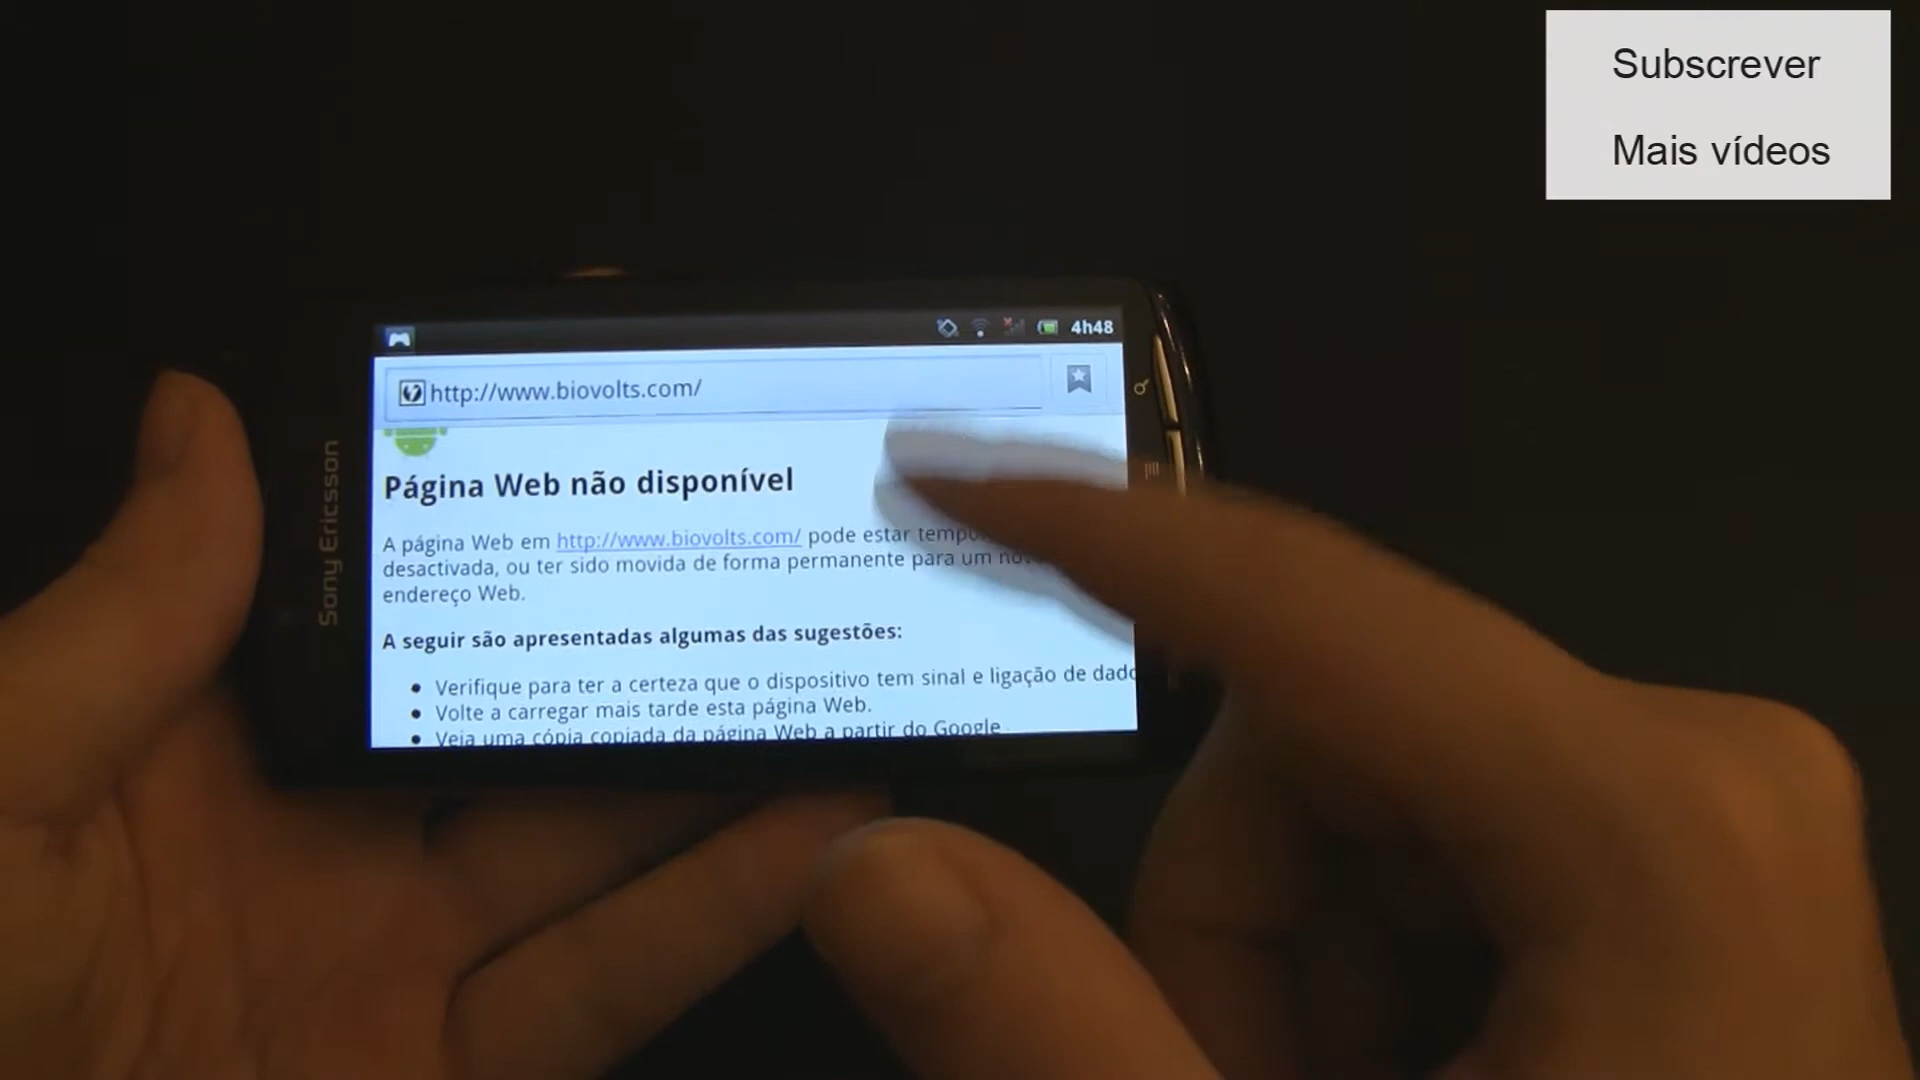 Subscrever
Mais vídeos
4h48
http://www.biovolts.com/
Página Web não disponível
A página Web em http://www.biovolts.com/ pode estar
desactivada, ou ter sido movida de forma permanente para um
endereço Web.
A seguir são apresentadas algumas das sugestões:
Verifique para ter a certeza que o dispositivo tem sinal e ligação de
Volte a carregar mais tarde esta página Web.
Veja uma cópia copiada da página Web a partir do Google
Sony Ericsson